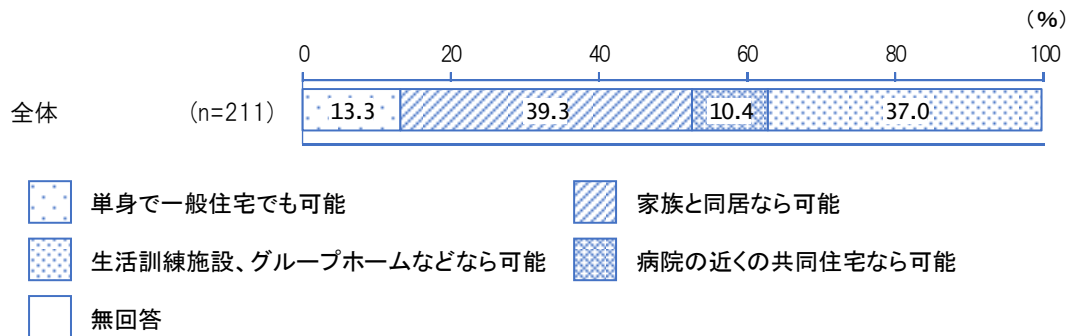 (%)
0 20 40 60 80 100
全体 (n=211) 13.3 39.3 10.4 37.0
単身で一般住宅でも可能 家族と同居なら可能
生活訓練施設、グループホームなどなら可能 病院の近くの共同住宅なら可能
無回答